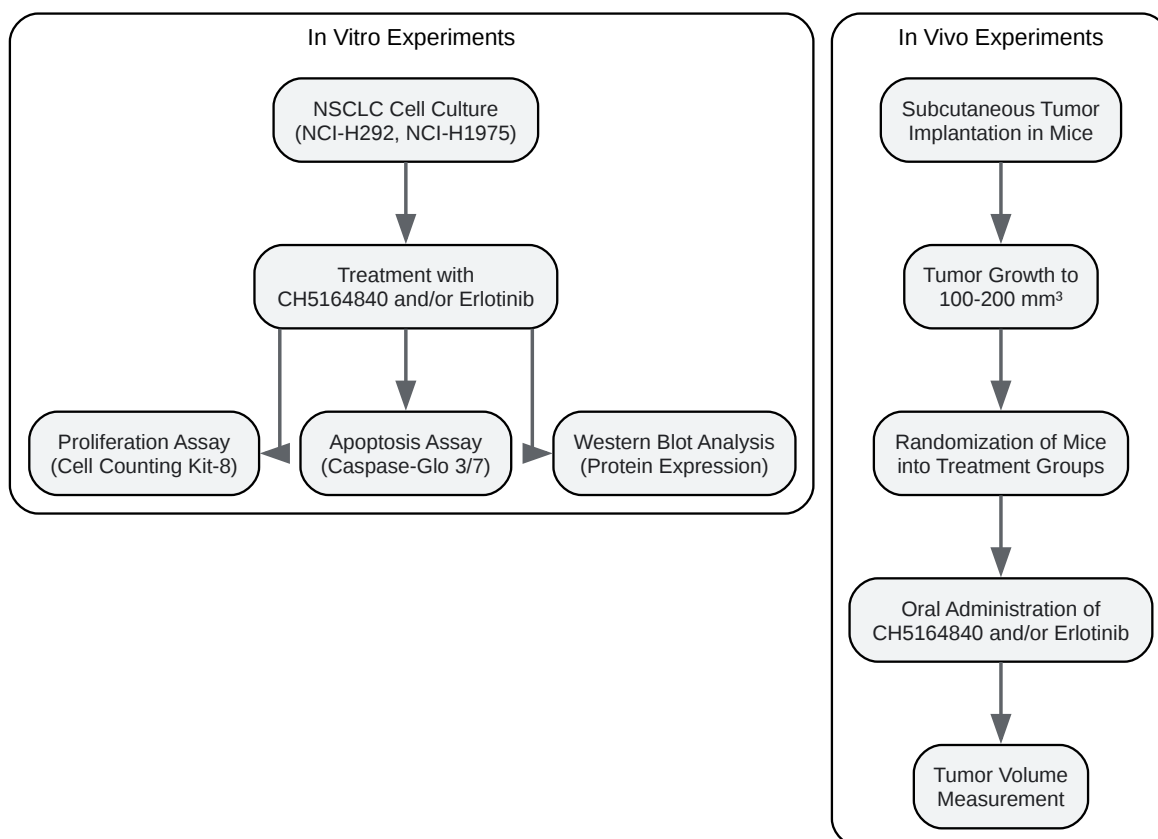 In Vitro Experiments
NSCLC Cell Culture
(NCI-H292, NCI-H1975)
Treatment with
CH5164840 and/or Erlotinib
Proliferation Assay
(Cell Counting Kit-8)
Apoptosis Assay
(Caspase-Glo 3/7)
Western Blot Analysis
(Protein Expression)
In Vivo Experiments
Subcutaneous Tumor
Implantation in Mice
Tumor Growth to
100-200 mm³
Randomization of Mice
into Treatment Groups
Oral Administration of
CH5164840 and/or Erlotinib
Tumor Volume
Measurement